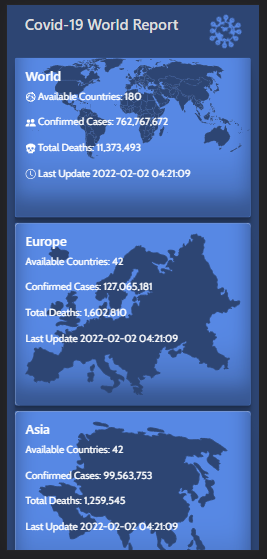 Covid-19 World Report
World
Available Countries: 180
Confirmed Cases: 762,767,672
Total Deaths: 11,373,493
Last Update 2022-02-02 04:21:09
Europe
Available Countries: 42
Confirmed Cases: 127,065,181
Total Deaths: 1,602,810
Last Update 2022-02-02 04:21:09
Asia
Available Countries: 42
Confirmed Cases: 99,563,753
Total Deaths: 1,259,545
Last Update 2022-02-02 04:21:09